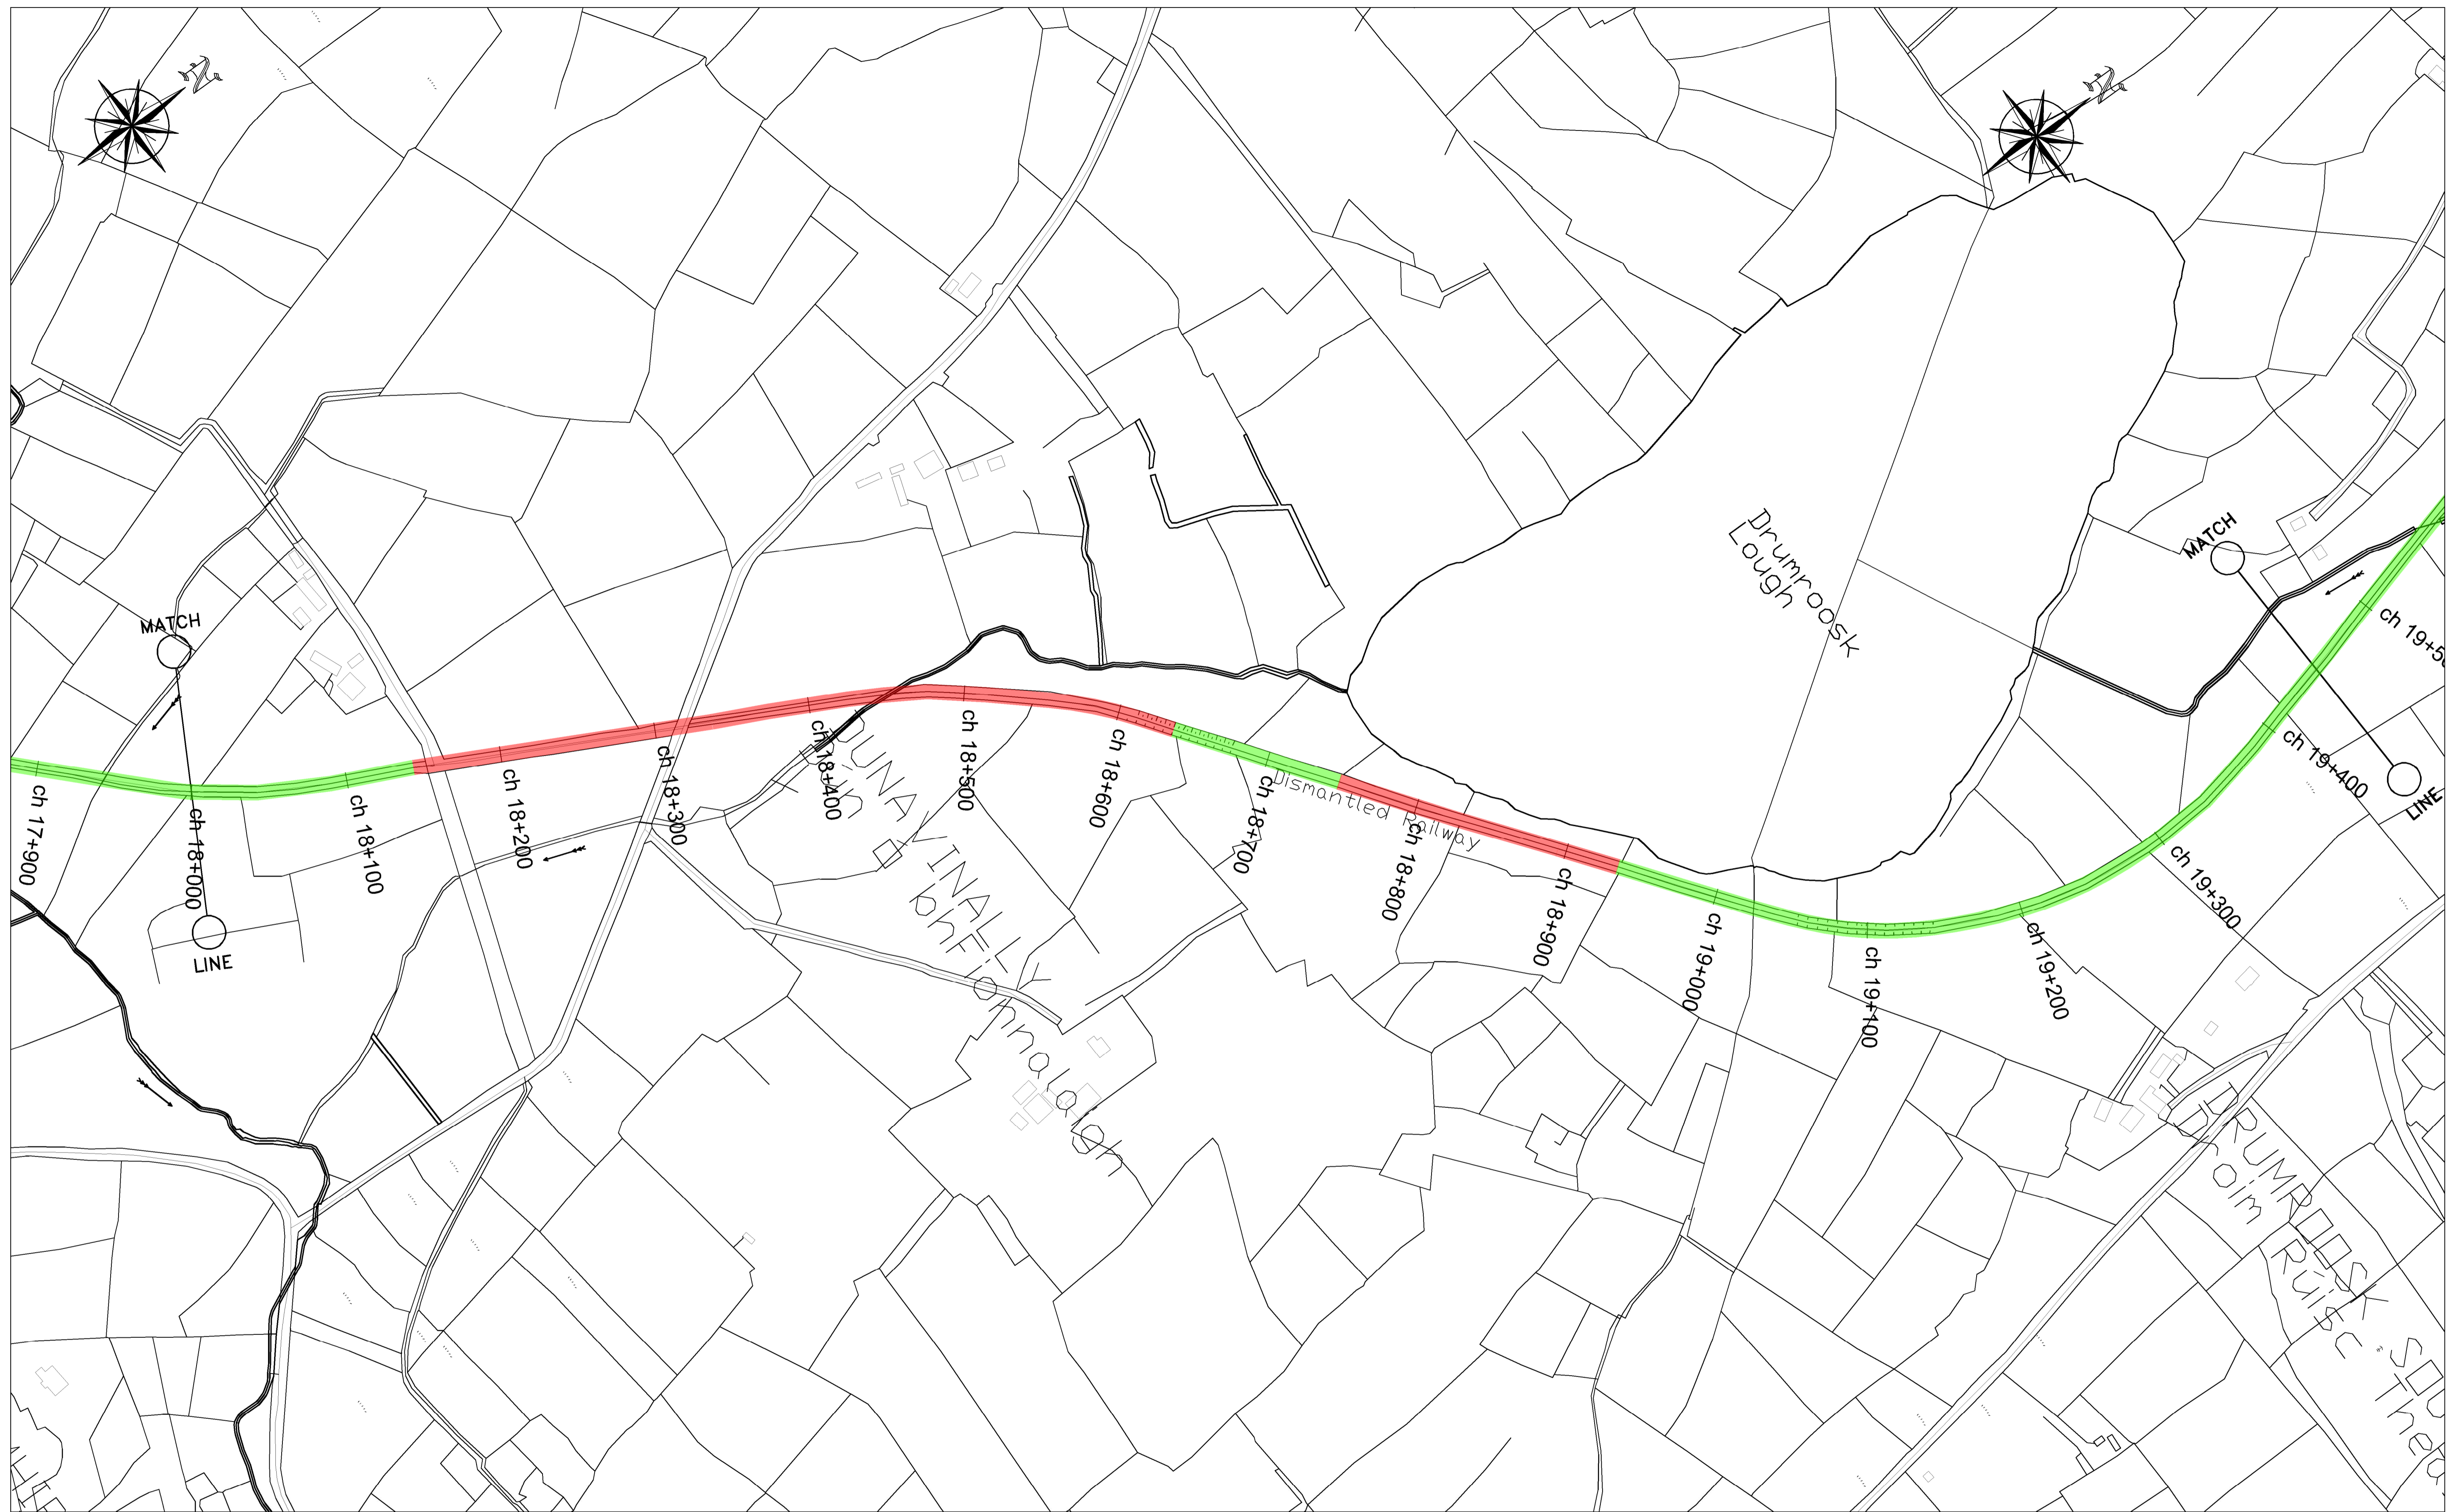 N
N
Drumroosk
Lough
MATCH
LINE
MATCH
LINE
ch 17+900
ch 18+000
ch 18+100
ch 18+200
ch 18+300
ch 18+400
ch 18+500
ch 18+600
ch 18+700
ch 18+800
ch 18+900
ch 19+000
ch 19+100
ch 19+200
ch 19+300
ch 19+400
Dismantled Railway